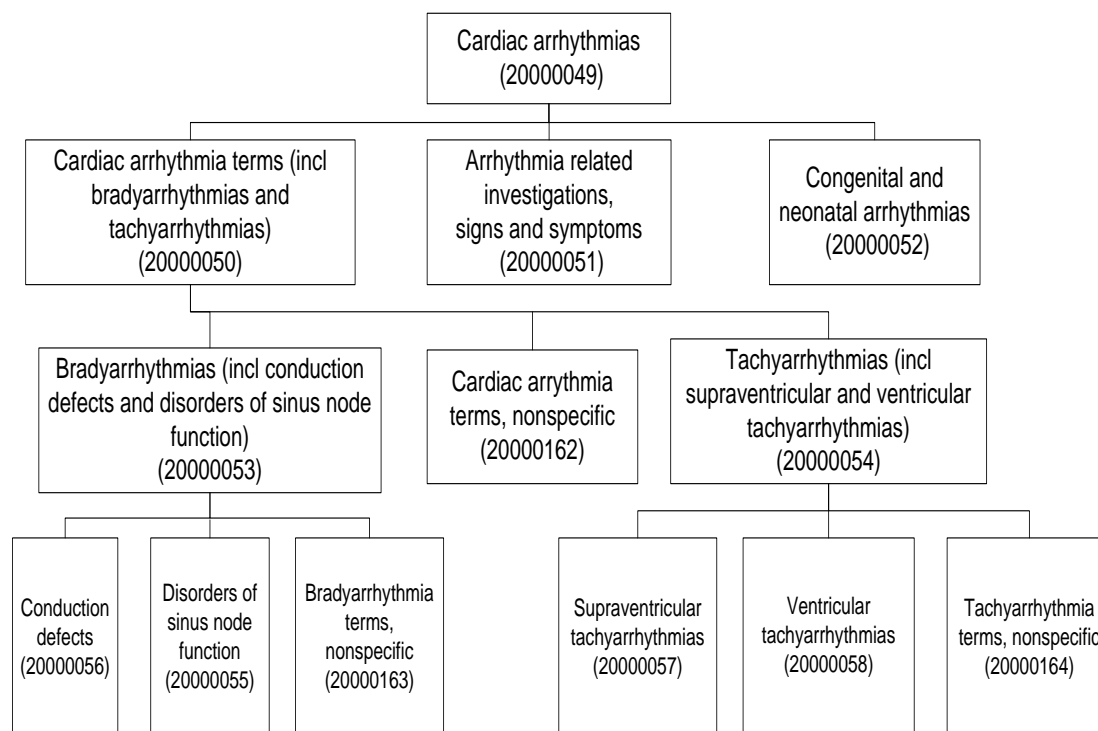 Cardiac arrhythmias
(20000049)
Cardiac arrhythmia terms (incl
bradyarrhythmias and
tachyarrhythmias)
(20000050)
Arrhythmia related
investigations,
signs and symptoms
(20000051)
Congenital and
neonatal arrhythmias
(20000052)
Bradyarrhythmias (incl conduction
defects and disorders of sinus node
function)
(20000053)
Cardiac arrythmia
terms, nonspecific
(20000162)
Tachyarrhythmias (incl
supraventricular and ventricular
tachyarrhythmias)
(20000054)
Conduction
defects
(20000056)
Disorders of
sinus node
function
(20000055)
Bradyarrhythmia
terms,
nonspecific
(20000163)
Supraventricular
tachyarrhythmias
(20000057)
Ventricular
tachyarrhythmias
(20000058)
Tachyarrhythmia
terms, nonspecific
(20000164)